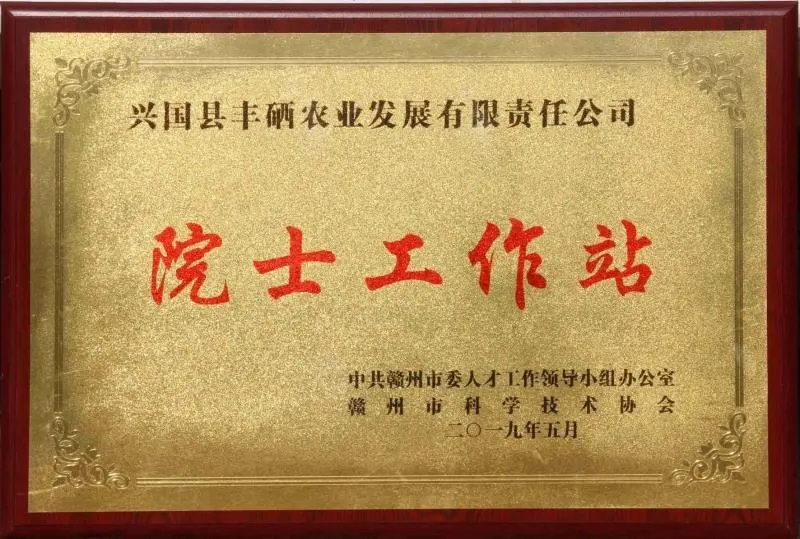 兴国县丰硒农业发展有限责任公司
院士工作站
中共赣州市委人才工作领导小组办公室
赣州市科学技术协会
二〇一九年五月